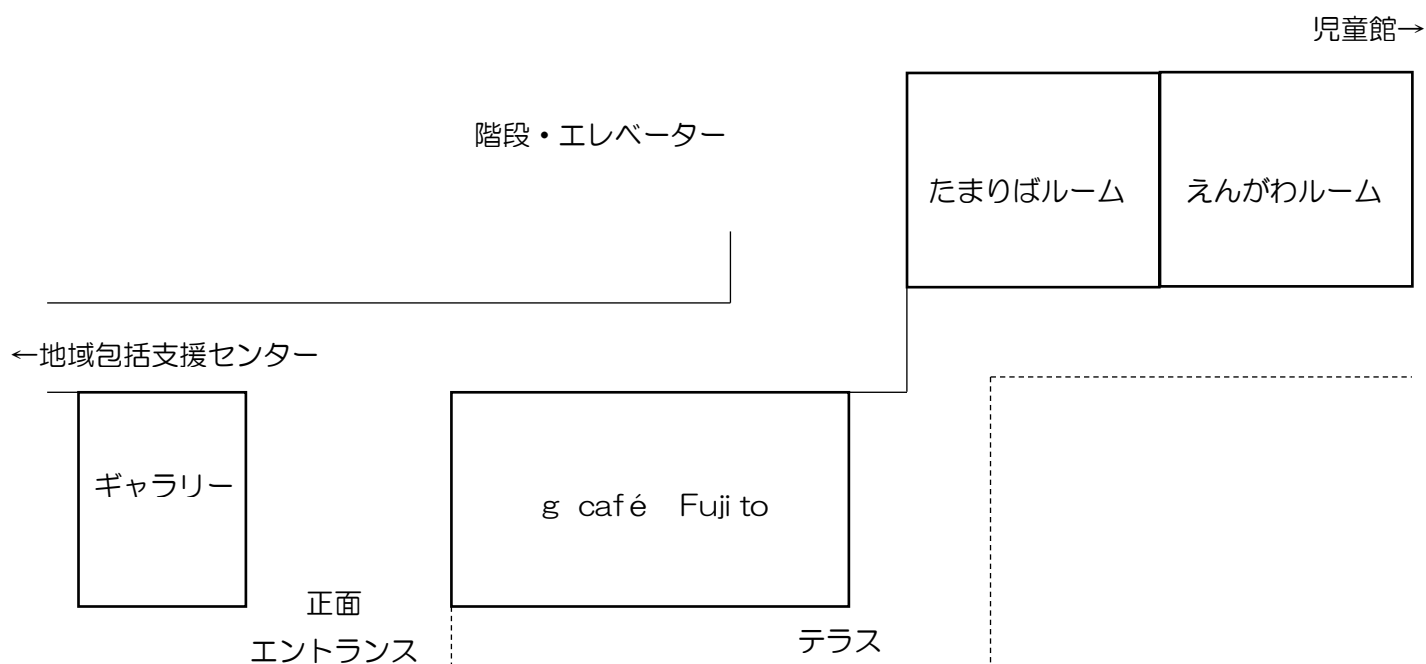 児童館→
階段・エレベーター
たまりばルーム
えんがわルーム
←地域包括支援センター
ギャラリー
g café Fujito
正面
エントランス
テラス